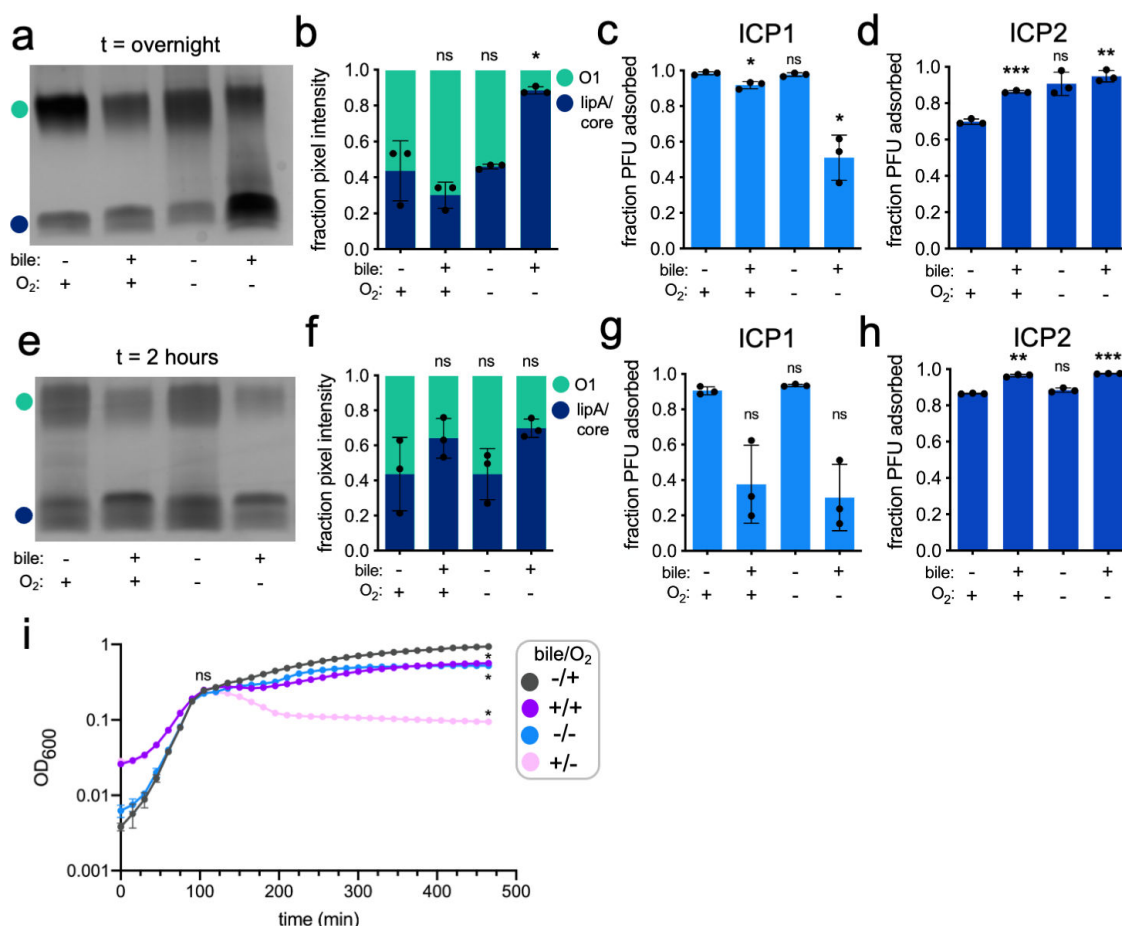 a
t = overnight
bile: - + - +
O2: + + - -
b
ns ns *
O1
lipA/
core
fraction pixel intensity
1.0
0.8
0.6
0.4
0.2
0.0
bile: - + - +
O2: + + - -
c
ICP1
* ns *
fraction PFU adsorbed
1.0
0.8
0.6
0.4
0.2
0.0
bile: - + - +
O2: + + - -
d
ICP2
*** ns **
fraction PFU adsorbed
1.0
0.8
0.6
0.4
0.2
0.0
bile: - + - +
O2: + + - -
e
t = 2 hours
bile: - + - +
O2: + + - -
f
ns ns ns
O1
lipA/
core
fraction pixel intensity
1.0
0.8
0.6
0.4
0.2
0.0
bile: - + - +
O2: + + - -
g
ICP1
ns ns ns
fraction PFU adsorbed
1.0
0.8
0.6
0.4
0.2
0.0
bile: - + - +
O2: + + - -
h
ICP2
** ns ***
fraction PFU adsorbed
1.0
0.8
0.6
0.4
0.2
0.0
bile: - + - +
O2: + + - -
i
OD600
1
0.1
0.01
0.001
ns
*
*
*
0 100 200 300 400 500
time (min)
bile/O2
-/+
+/+
-/-
+/-